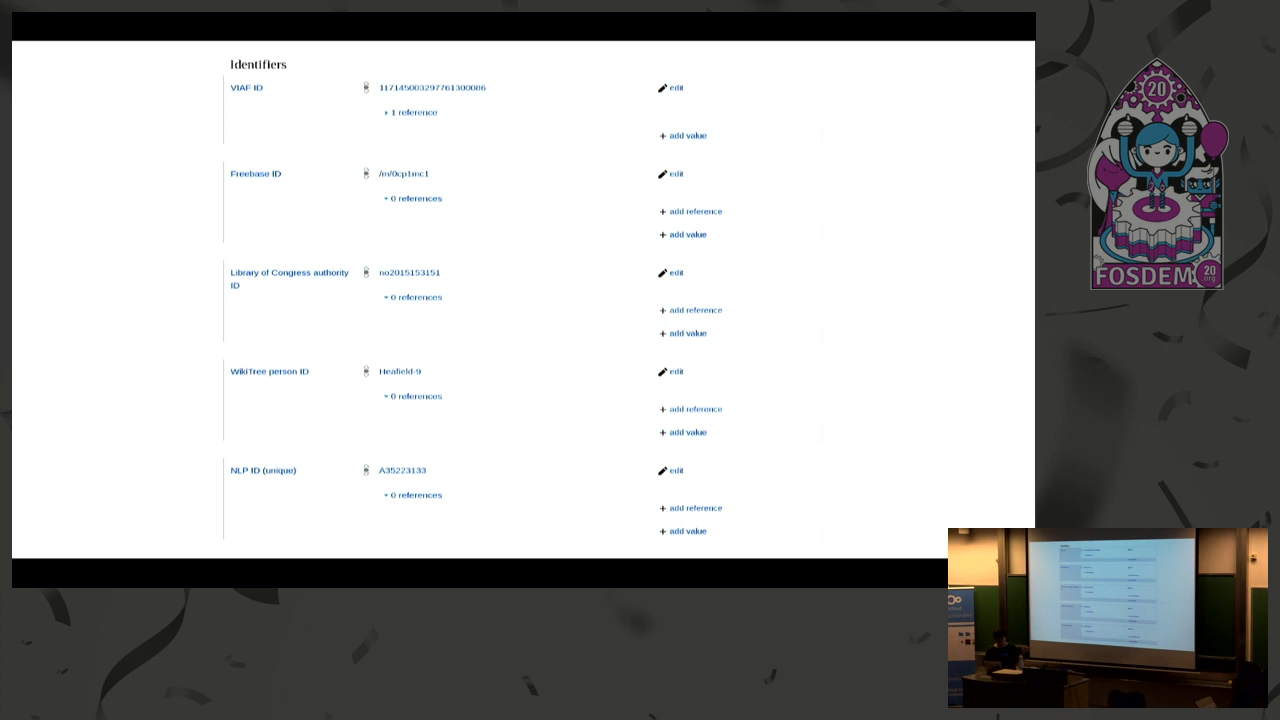 Identifiers
VIAF ID
117145003297761300086
edit
1 reference
+ add value
Freebase ID
/m/0cp1mc1
edit
0 references
+ add reference
+ add value
Library of Congress authority
ID
no2015153151
edit
0 references
+ add reference
+ add value
WikiTree person ID
Heafield-9
edit
0 references
+ add reference
+ add value
NLP ID (unique)
A35223133
edit
0 references
+ add reference
+ add value
20
FOSDEM
20
.org